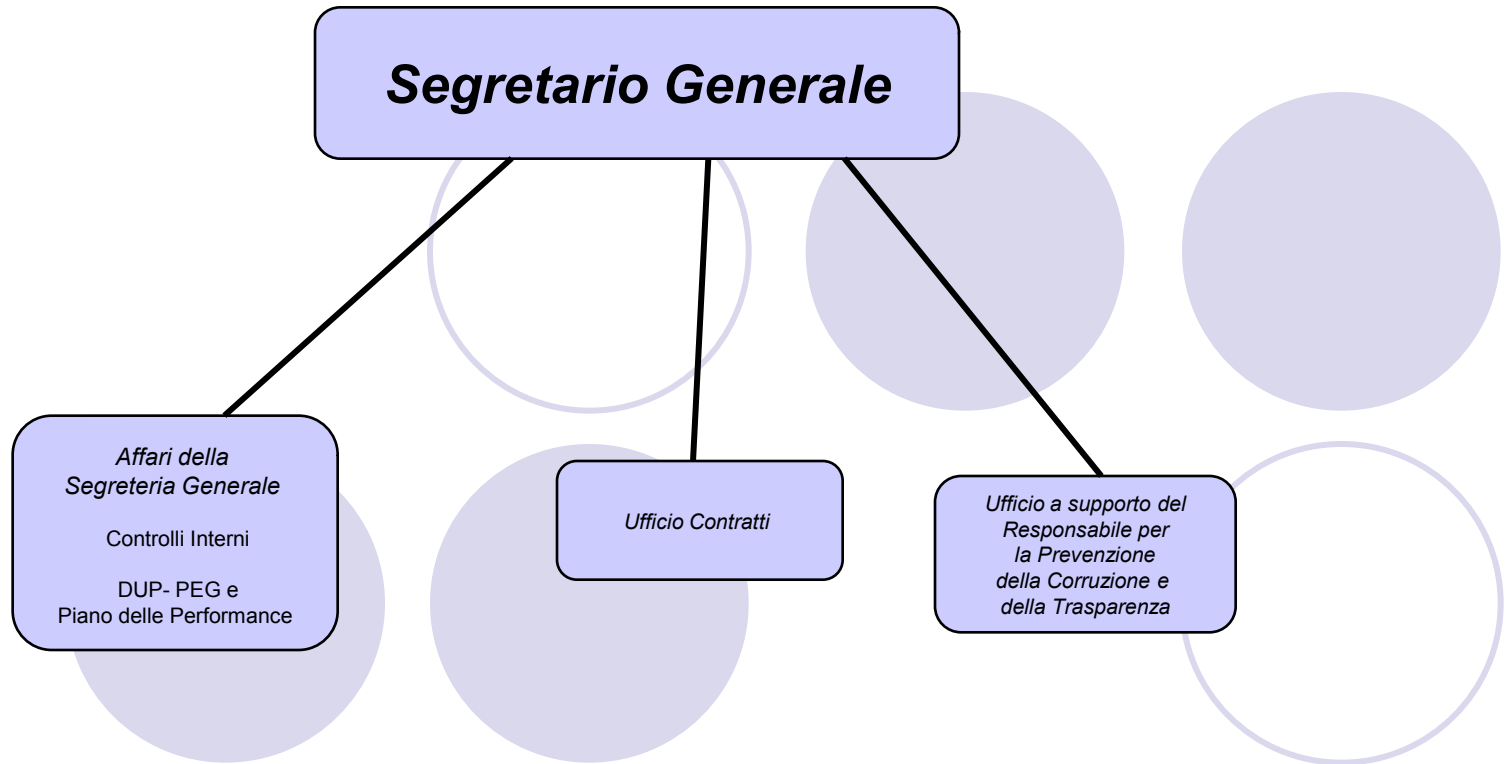 Segretario Generale
Affari della
Segreteria Generale
Controlli Interni
DUP- PEG e
Piano delle Performance
Ufficio Contratti
Ufficio a supporto del
Responsabile per
la Prevenzione
della Corruzione e
della Trasparenza